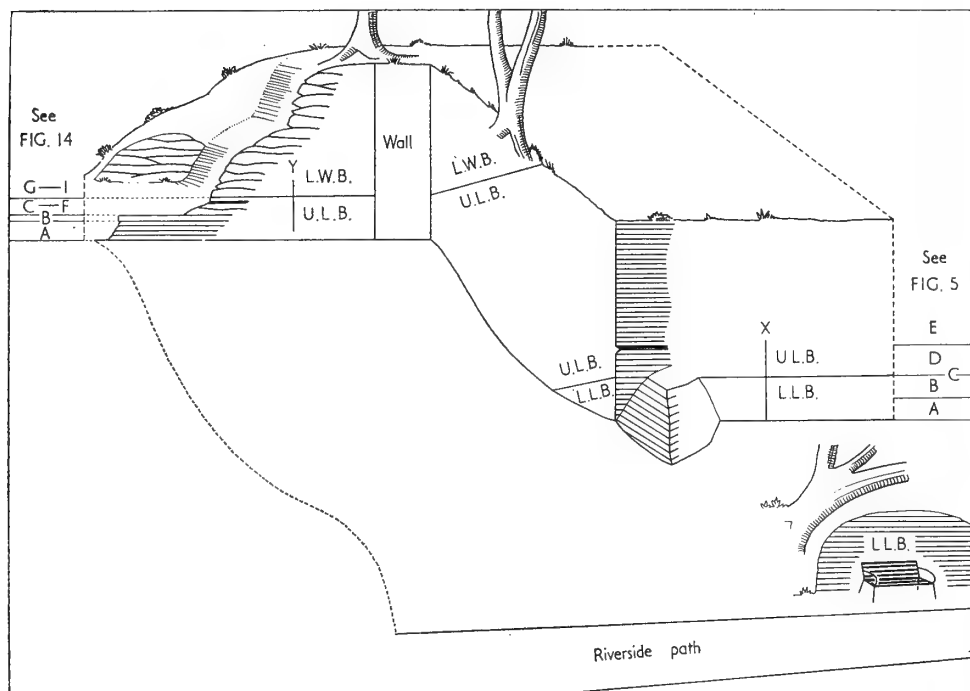 See
FIG. 14
G—I
C—F
B
A
Y
L.W.B.
U.L.B.
Wall
L.W.B.
U.L.B.
U.L.B.
L.L.B.
X
U.L.B.
L.L.B.
See
FIG. 5
E
D
C
B
A
L.L.B.
Riverside path